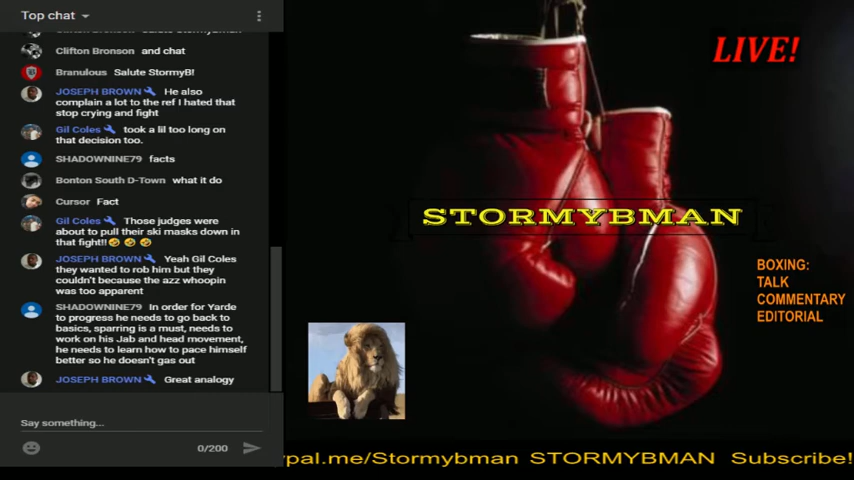 Top chat
Clifton Bronson and chat
Branulous Salute StormyB!
JOSEPH BROWN He also
complain a lot to the ref I hated that
stop crying and fight
Gil Coles took a lil too long on
that decision too.
SHADOWNINE79 facts
Bonton South D-Town what it do
Cursor Fact
Gil Coles Those judges were
about to pull their ski masks down in
that fight!!🤣 🤣 🤣
JOSEPH BROWN Yeah Gil Coles
they wanted to rob him but they
couldn't because the azz whoopin
was too apparent
SHADOWNINE79 In order for Yarde
to progress he needs to go back to
basics, sparring is a must, needs to
work on his Jab and head movement,
he needs to learn how to pace himself
better so he doesn't gas out
JOSEPH BROWN Great analogy
Say something...
0/200
LIVE!
STORMYBMAN
BOXING:
TALK
COMMENTARY
EDITORIAL
pal.me/Stormybman STORMYBMAN Subscribe!